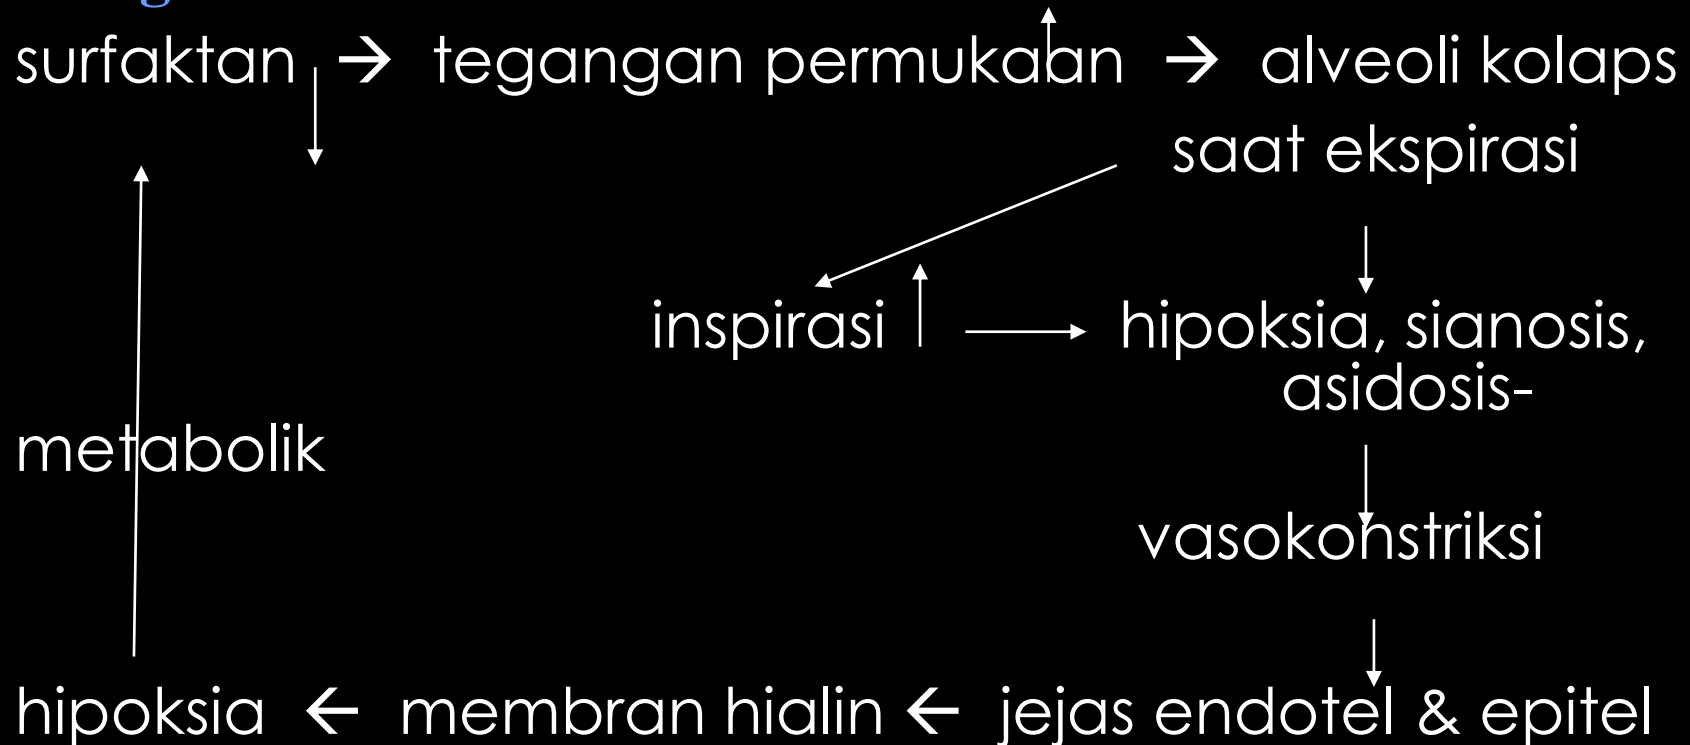 surfaktan → tegangan permukaan → alveoli kolaps
saat ekspirasi
inspirasi hipoksia, sianosis,
asidosis-
metabolik
vasokonstriksi
hipoksia ← membran hialin ← jejas endotel & epitel